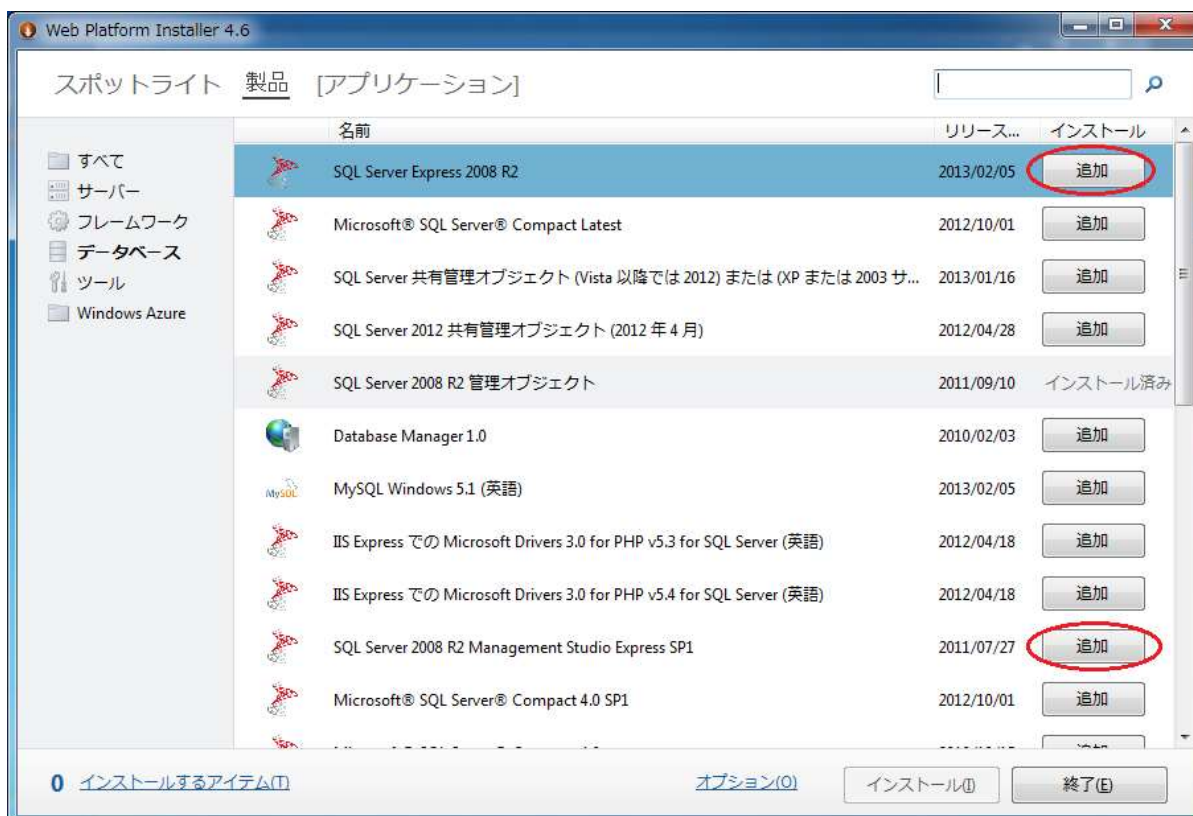 Web Platform Installer 4.6
スポットライト 製品 [アプリケーション]
名前 リリース... インストール
すべて
サーバー
フレームワーク
データベース
ツール
Windows Azure
SQL Server Express 2008 R2 2013/02/05 追加
Microsoft® SQL Server® Compact Latest 2012/10/01 追加
SQL Server 共有管理オブジェクト (Vista 以降では 2012) または (XP または 2003 サ... 2013/01/16 追加
SQL Server 2012 共有管理オブジェクト (2012 年 4 月) 2012/04/28 追加
SQL Server 2008 R2 管理オブジェクト 2011/09/10 インストール済み
Database Manager 1.0 2010/02/03 追加
MySQL MySQL Windows 5.1 (英語) 2013/02/05 追加
IIS Express での Microsoft Drivers 3.0 for PHP v5.3 for SQL Server (英語) 2012/04/18 追加
IIS Express での Microsoft Drivers 3.0 for PHP v5.4 for SQL Server (英語) 2012/04/18 追加
SQL Server 2008 R2 Management Studio Express SP1 2011/07/27 追加
Microsoft® SQL Server® Compact 4.0 SP1 2012/10/01 追加
0 インストールするアイテム(T) オプション(O) インストール(I) 終了(E)